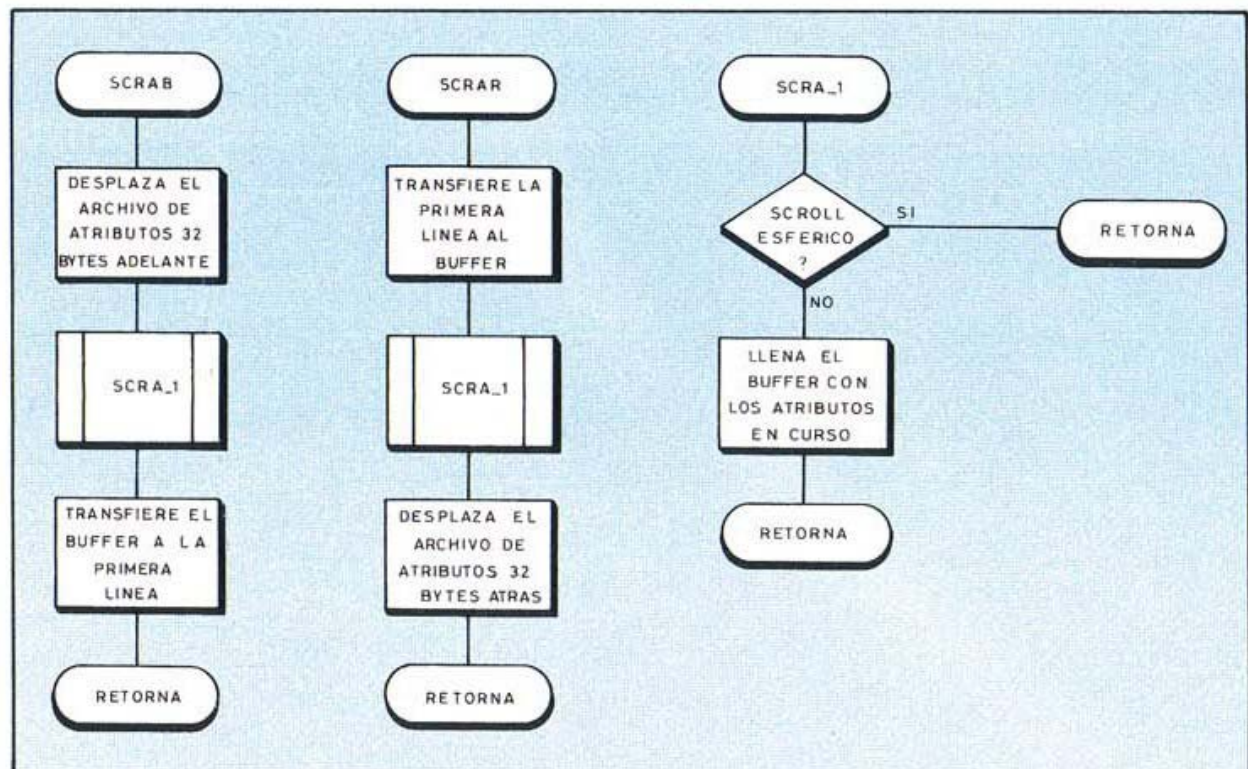 SCRAB
DESPLAZA EL
ARCHIVO DE
ATRIBUTOS 32
BYTES ADELANTE
SCRA_1
TRANSFIERE EL
BUFFER A LA
PRIMERA
LINEA
RETORNA
SCRAR
TRANSFIERE LA
PRIMERA
LINEA AL
BUFFER
SCRA_1
DESPLAZA EL
ARCHIVO DE
ATRIBUTOS 32
BYTES ATRAS
RETORNA
SCRA_1
SCROLL
ESFERICO
?
SI
RETORNA
NO
LLENA EL
BUFFER CON
LOS ATRIBUTOS
EN CURSO
RETORNA